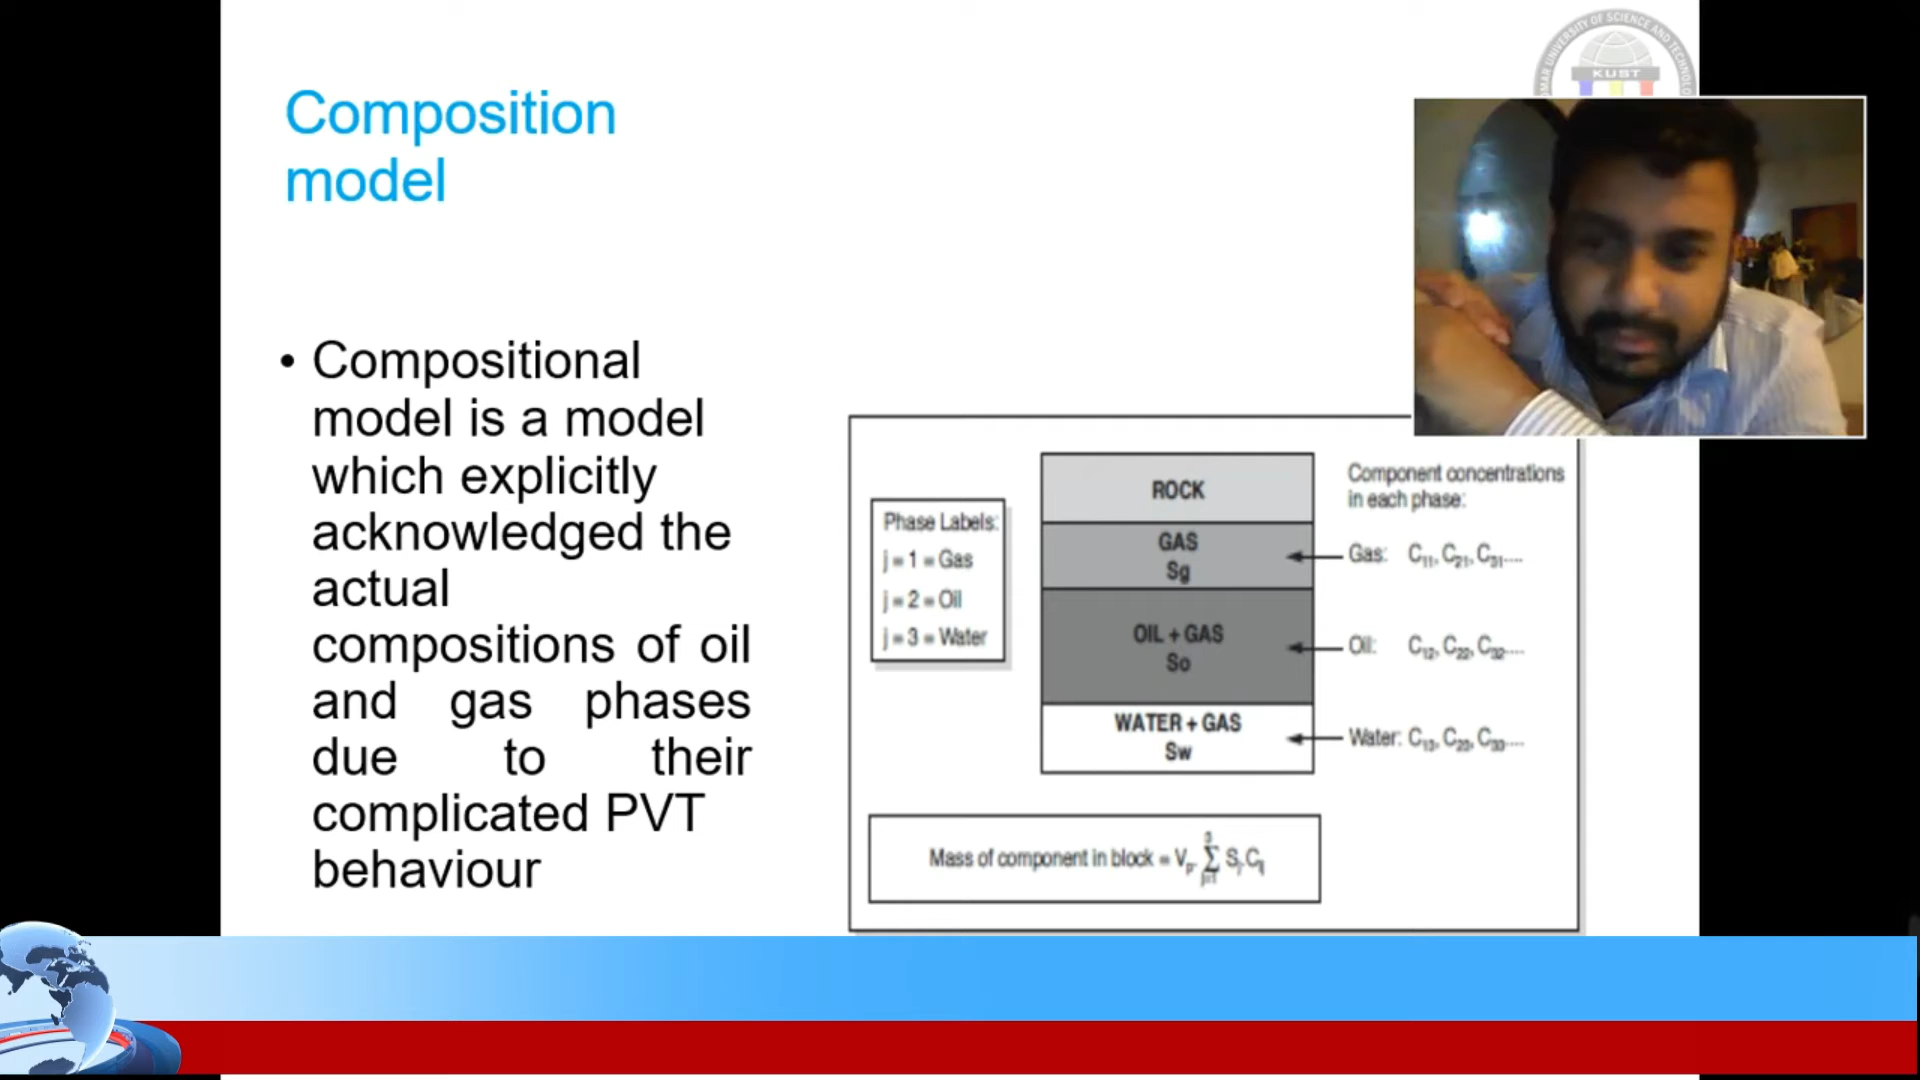 Composition
model
KUST
• Compositional
model is a model
which explicitly
acknowledged the
actual
compositions of oil
and gas phases
due to their
complicated PVT
behaviour
Phase Labels:
j = 1 = Gas
j = 2 = Oil
j = 3 = Water
ROCK
GAS
Sg
OIL + GAS
So
WATER + GAS
Sw
Component concentrations
in each phase:
Gas: C₁₁, C₂₁, C₃₁....
Oil: C₁₂, C₂₂, C₃₂....
Water: C₁₃, C₂₃, C₃₃....
Mass of component in block = Vₚ. ∑ⱼ₌₁³ Sⱼ Cᵢⱼ